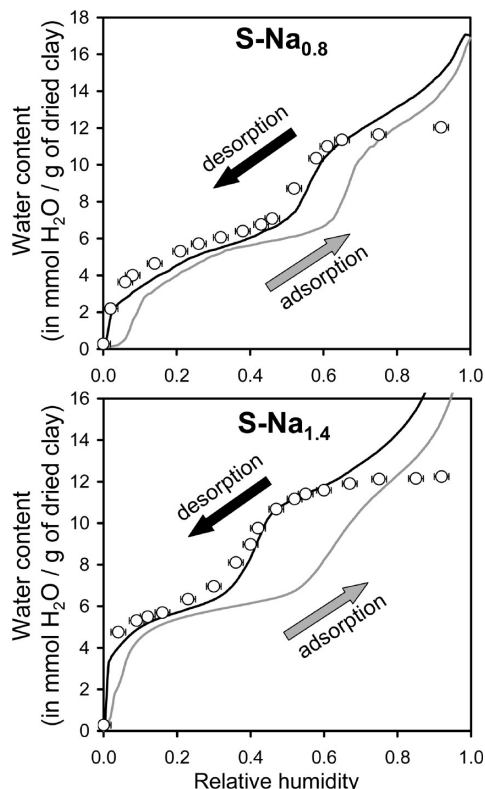 S-Na0.8
Water content
(in mmol H2O / g of dried clay)
18
16
14
12
10
8
6
4
2
0
desorption
adsorption
0.0 0.2 0.4 0.6 0.8 1.0
S-Na1.4
Water content
(in mmol H2O / g of dried clay)
16
14
12
10
8
6
4
2
0
desorption
adsorption
0.0 0.2 0.4 0.6 0.8 1.0
Relative humidity